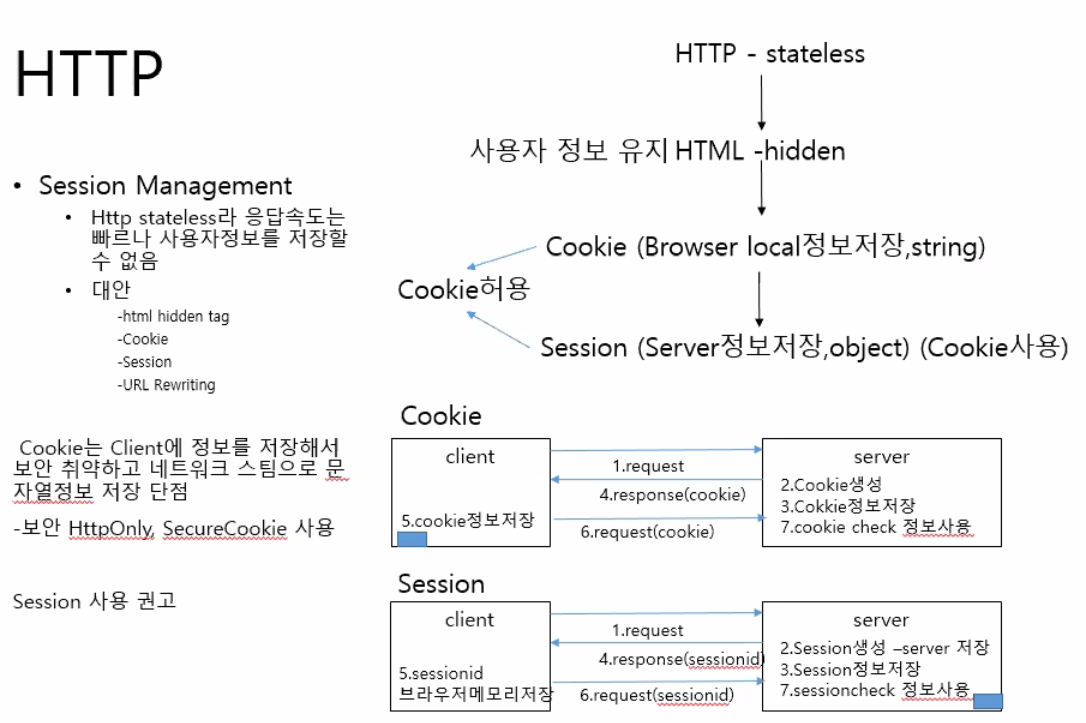 HTTP
• Session Management
• Http stateless라 응답속도는
빠르나 사용자정보를 저장할
수 없음
• 대안
-html hidden tag
-Cookie
-Session
-URL Rewriting
Cookie는 Client에 정보를 저장해서
보안 취약하고 네트워크 스팀으로 문
자열정보 저장 단점
-보안 HttpOnly, SecureCookie 사용
Session 사용 권고
HTTP - stateless
사용자 정보 유지 HTML -hidden
Cookie (Browser local정보저장,string)
Cookie허용
Session (Server정보저장,object) (Cookie사용)
Cookie
client
5.cookie정보저장
1.request
4.response(cookie)
6.request(cookie)
server
2.Cookie생성
3.Cokkie정보저장
7.cookie check 정보사용
Session
client
5.sessionid
브라우저메모리저장
1.request
4.response(sessionid)
6.request(sessionid)
server
2.Session생성 –server 저장
3.Session정보저장
7.sessioncheck 정보사용